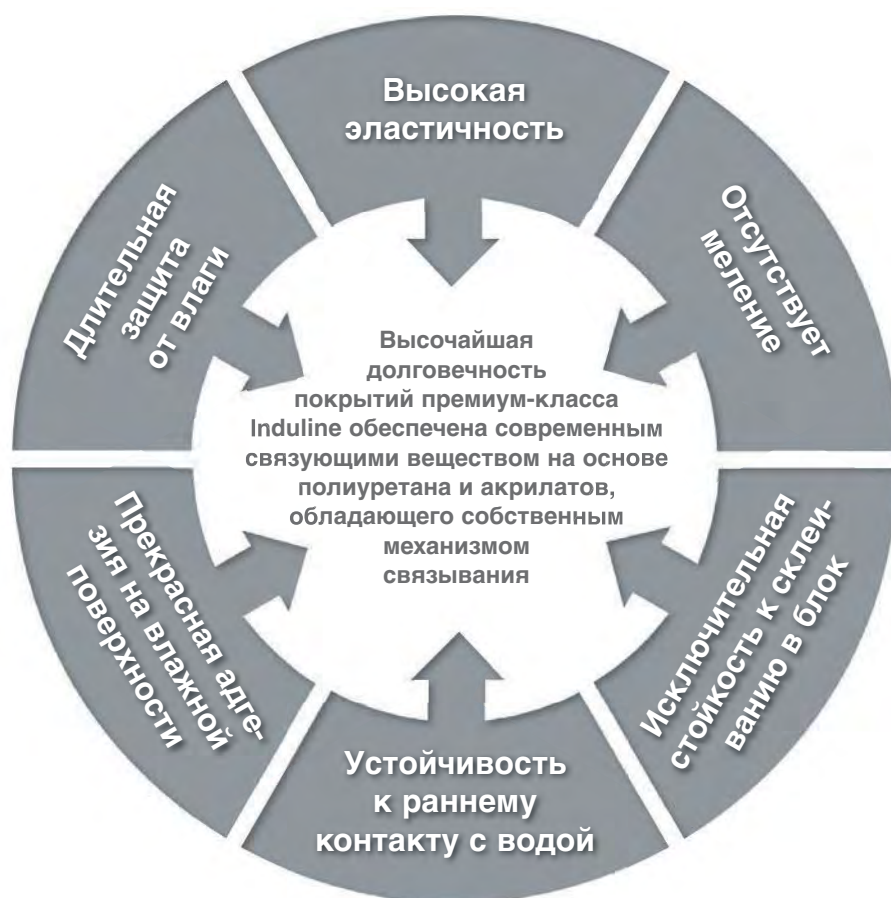 Высокая
эластичность
Отсутствует
меление
Исключительная
стойкость к склеи-
ванию в блок
Устойчивость
к раннему
контакту с водой
Прекрасная адге-
зия на влажной
поверхности
Длительная
защита
от влаги
Высочайшая
долговечность
покрытий премиум-класса
Induline обеспечена современным
связующими веществом на основе
полиуретана и акрилатов,
обладающего собственным
механизмом
связывания